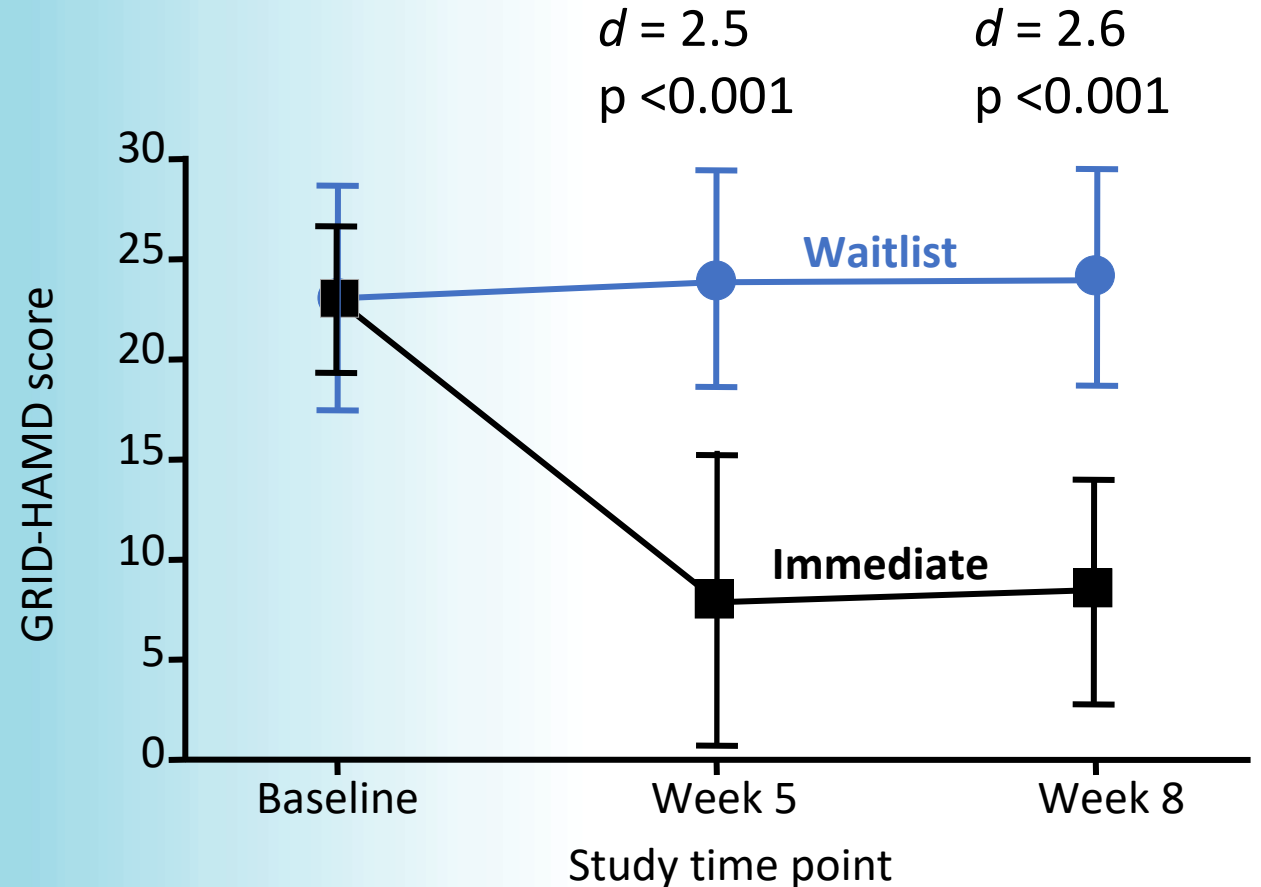 d = 2.5
p <0.001
d = 2.6
p <0.001
30
25
20
15
10
5
0
GRID-HAMD score
Waitlist
Immediate
Baseline
Week 5
Week 8
Study time point